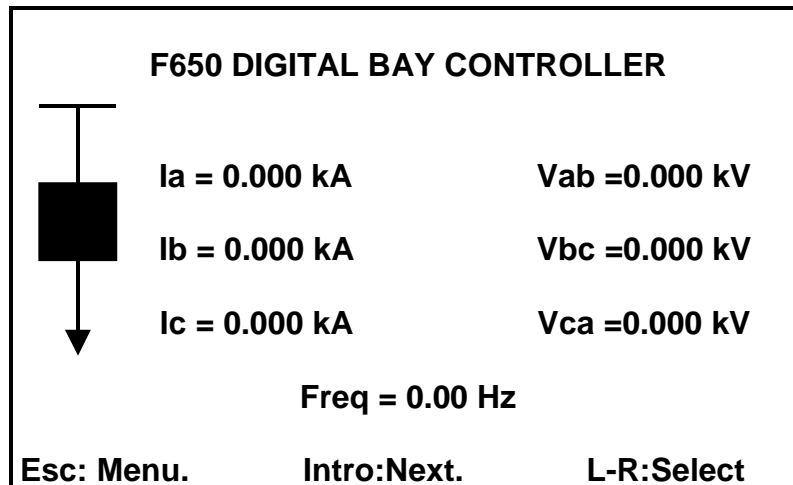 F650 DIGITAL BAY CONTROLLER
Ia = 0.000 kA Vab =0.000 kV
Ib = 0.000 kA Vbc =0.000 kV
Ic = 0.000 kA Vca =0.000 kV
Freq = 0.00 Hz
Esc: Menu. Intro:Next. L-R:Select